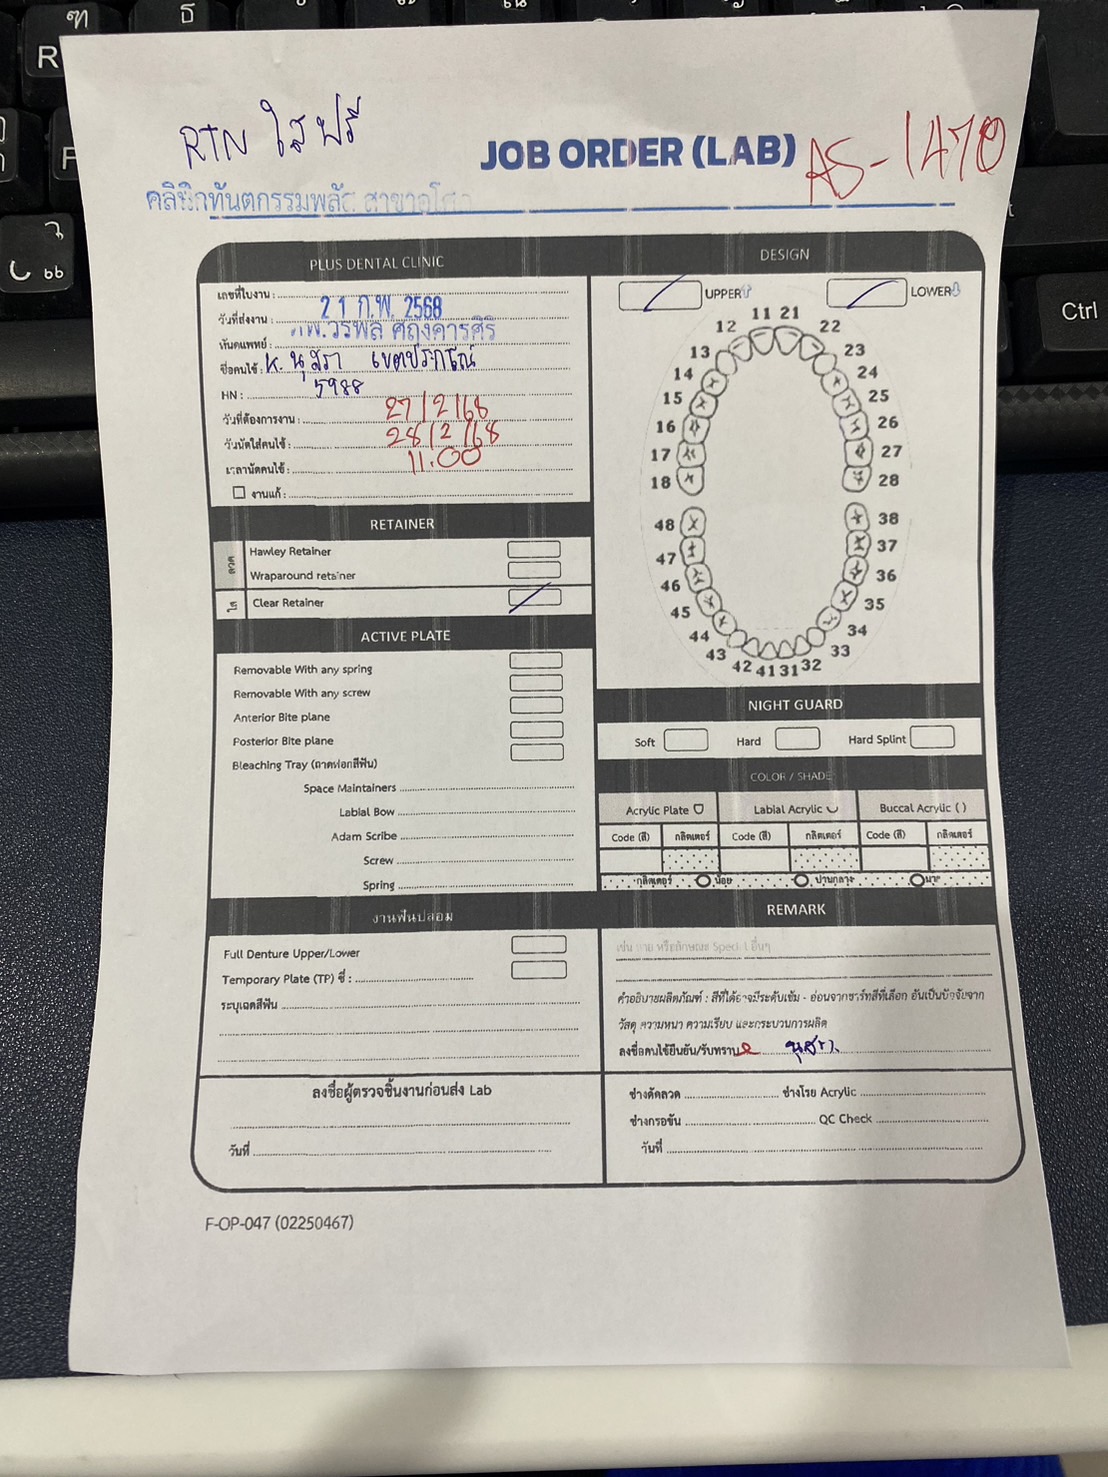 RTN ใส ฟรี
JOB ORDER (LAB)
AS-1470
คลินิกทันตกรรมพลัส สาขาอโศก
PLUS DENTAL CLINIC
เลขที่ใบงาน :
วันที่ส่งงาน : 21 ก.พ. 2568
ทันตแพทย์ : ทพ.วรพล
ชื่อคนไข้ : K. นุสรา
HN : 5988
วันที่ต้องการงาน : 27/2/68
วันนัดใส่คนไข้ : 28/2/68
เวลานัดคนไข้ : 11.00
งานแก้ :
RETAINER
ลวด
Hawley Retainer
Wraparound retainer
ใส
Clear Retainer
ACTIVE PLATE
Removable With any spring
Removable With any screw
Anterior Bite plane
Posterior Bite plane
Bleaching Tray (ถาดฟอกสีฟัน)
Space Maintainers
Labial Bow
Adam Scribe
Screw
Spring
งานฟันปลอม
Full Denture Upper/Lower
Temporary Plate (TP) ซี่ :
ระบุเฉดสีฟัน
ลงชื่อผู้ตรวจชิ้นงานก่อนส่ง Lab
วันที่
DESIGN
UPPER LOWER
11 21
12 22
13 23
14 24
15 25
16 26
17 27
18 28
48 38
47 37
46 36
45 35
44 34
43 33
42 41 31 32
NIGHT GUARD
Soft Hard Hard Splint
COLOR / SHADE
Acrylic Plate Labial Acrylic Buccal Acrylic ( )
Code (สี) กลิตเตอร์ Code (สี) กลิตเตอร์ Code (สี) กลิตเตอร์
กลิตเตอร์ น้อย ปานกลาง มาก
REMARK
เช่น ลาย หรือลักษณะ Special อื่นๆ
คำอธิบายผลิตภัณฑ์ : สีที่ได้อาจมีระดับเข้ม - อ่อนจากชาร์ทสีที่เลือก อันเป็นปัจจัยจาก
วัสดุ ความหนา ความเรียบ และกระบวนการผลิต
ลงชื่อคนไข้ยืนยัน/รับทราบ นุสรา
ช่างดัดลวด ช่างโรย Acrylic
ช่างกรอขัด QC Check
วันที่
F-OP-047 (02250467)
Ctrl